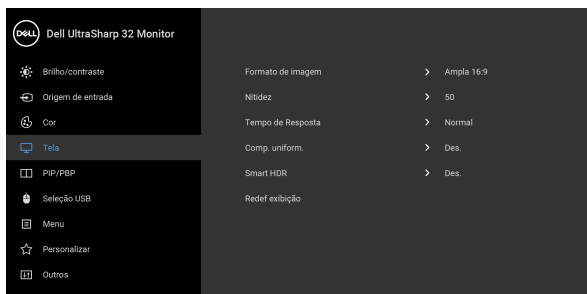 DELL Dell UltraSharp 32 Monitor
Brilho/contraste
Origem de entrada
Cor
Tela
PIP/PBP
Seleção USB
Menu
Personalizar
Outros
Formato de imagem > Ampla 16:9
Nitidez > 50
Tempo de Resposta > Normal
Comp. uniform. > Des.
Smart HDR > Des.
Redef exibição